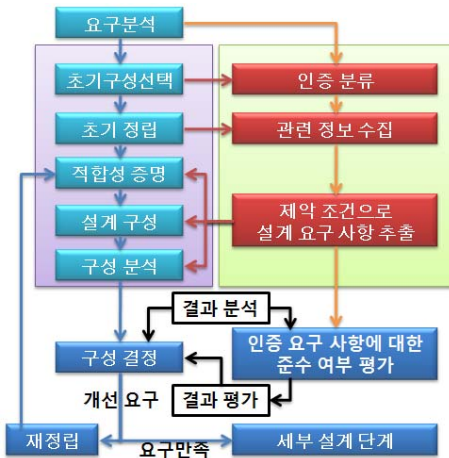 요구분석
초기구성선택
인증 분류
초기 정립
관련 정보 수집
적합성 증명
제약 조건으로
설계 요구 사항 추출
설계 구성
구성 분석
결과 분석
구성 결정
인증 요구 사항에 대한
준수 여부 평가
개선 요구
결과 평가
재정립
요구만족
세부 설계 단계